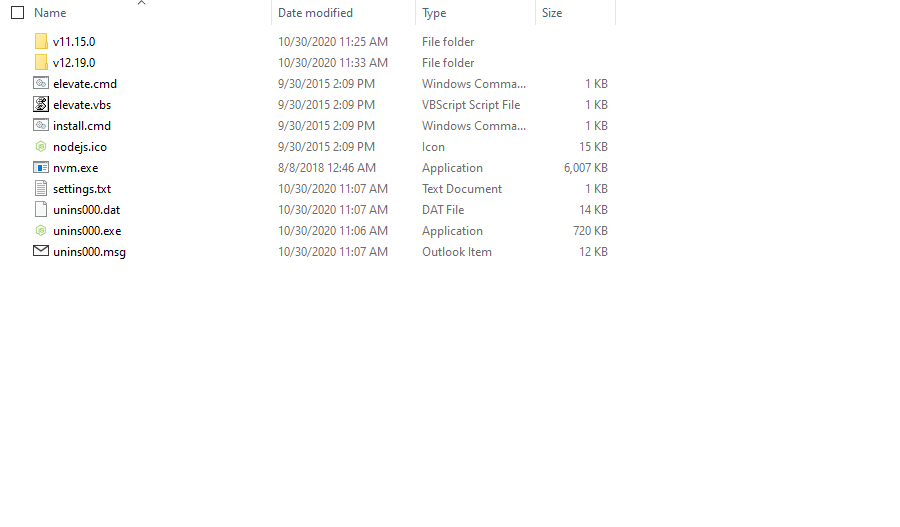 Name Date modified Type Size
v11.15.0 10/30/2020 11:25 AM File folder
v12.19.0 10/30/2020 11:33 AM File folder
elevate.cmd 9/30/2015 2:09 PM Windows Comma... 1 KB
elevate.vbs 9/30/2015 2:09 PM VBScript Script File 1 KB
install.cmd 9/30/2015 2:09 PM Windows Comma... 1 KB
nodejs.ico 9/30/2015 2:09 PM Icon 15 KB
nvm.exe 8/8/2018 12:46 AM Application 6,007 KB
settings.txt 10/30/2020 11:07 AM Text Document 1 KB
unins000.dat 10/30/2020 11:07 AM DAT File 14 KB
unins000.exe 10/30/2020 11:06 AM Application 720 KB
unins000.msg 10/30/2020 11:07 AM Outlook Item 12 KB